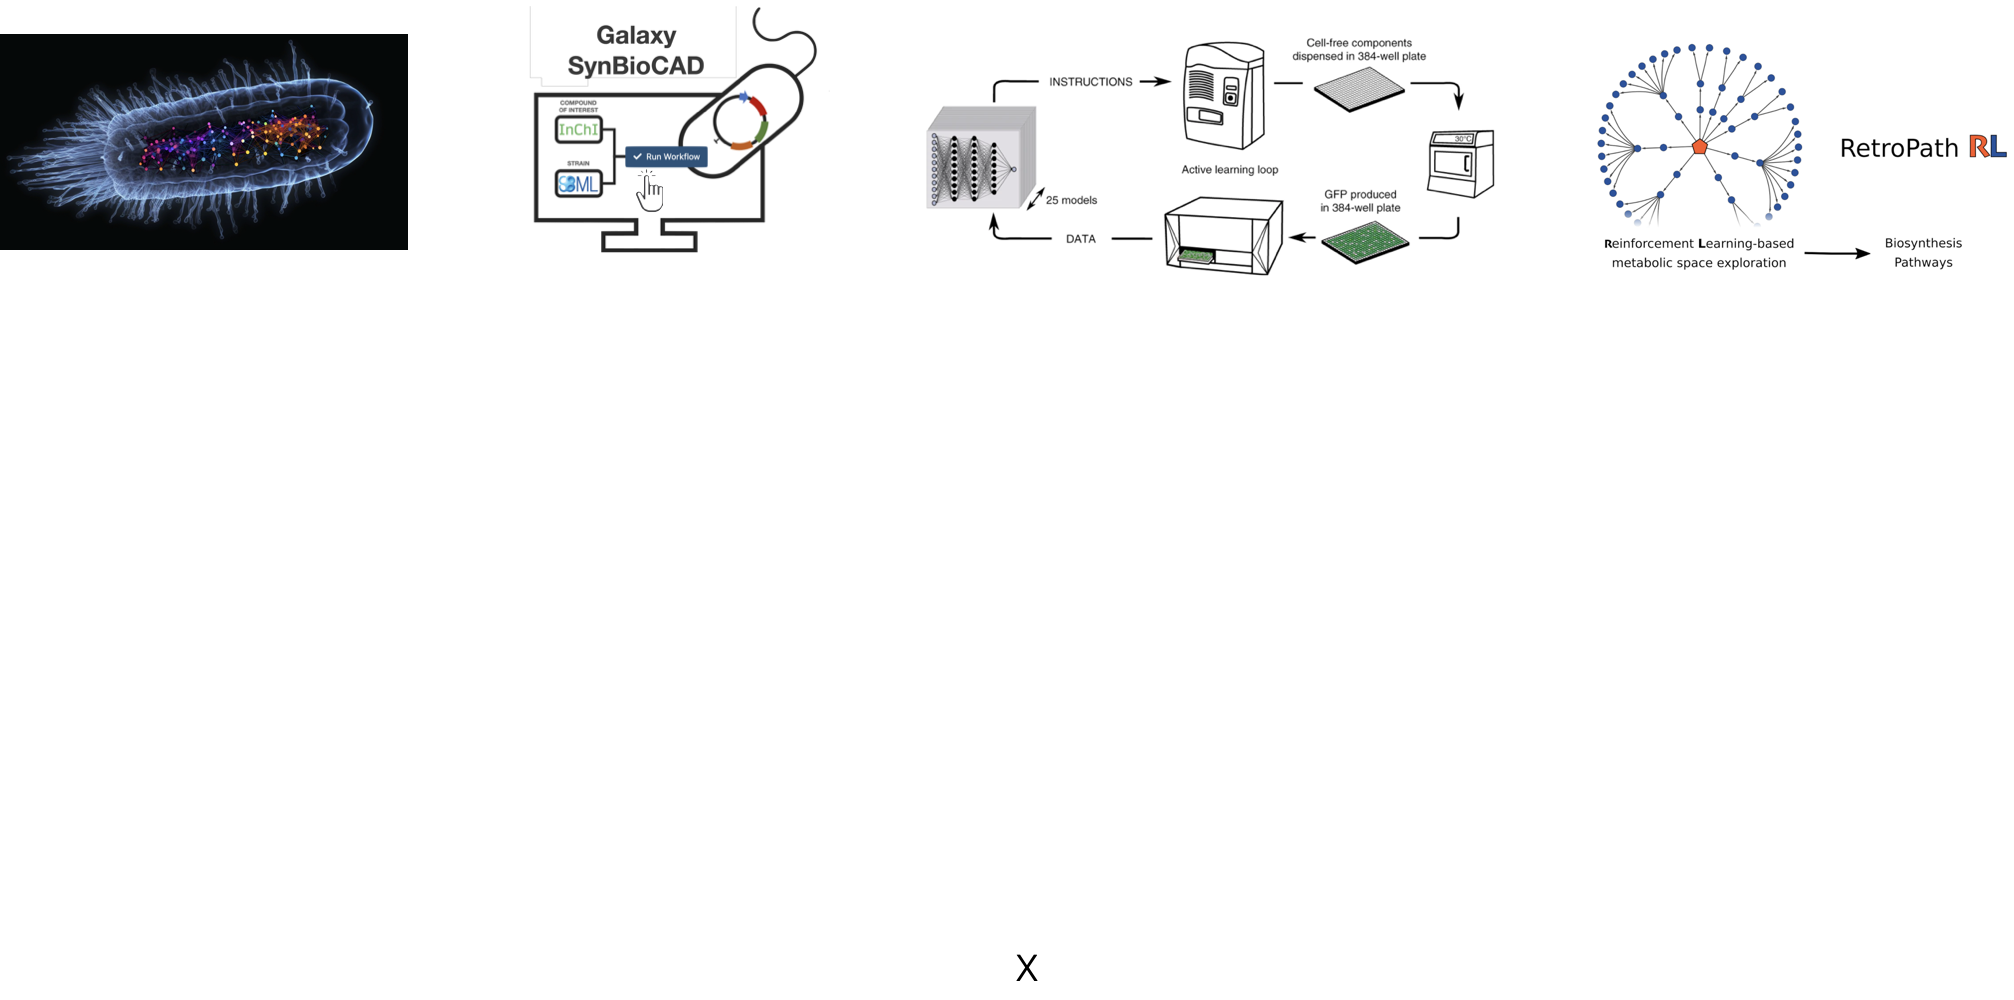 Galaxy
SynBioCAD
COMPOUND
OF INTEREST
InChI
STRAIN
SBML
Run Workflow
INSTRUCTIONS
Cell-free components
dispensed in 384-well plate
30°C
Active learning loop
25 models
GFP produced
in 384-well plate
DATA
RetroPath RL
Reinforcement Learning-based
metabolic space exploration
Biosynthesis
Pathways
X